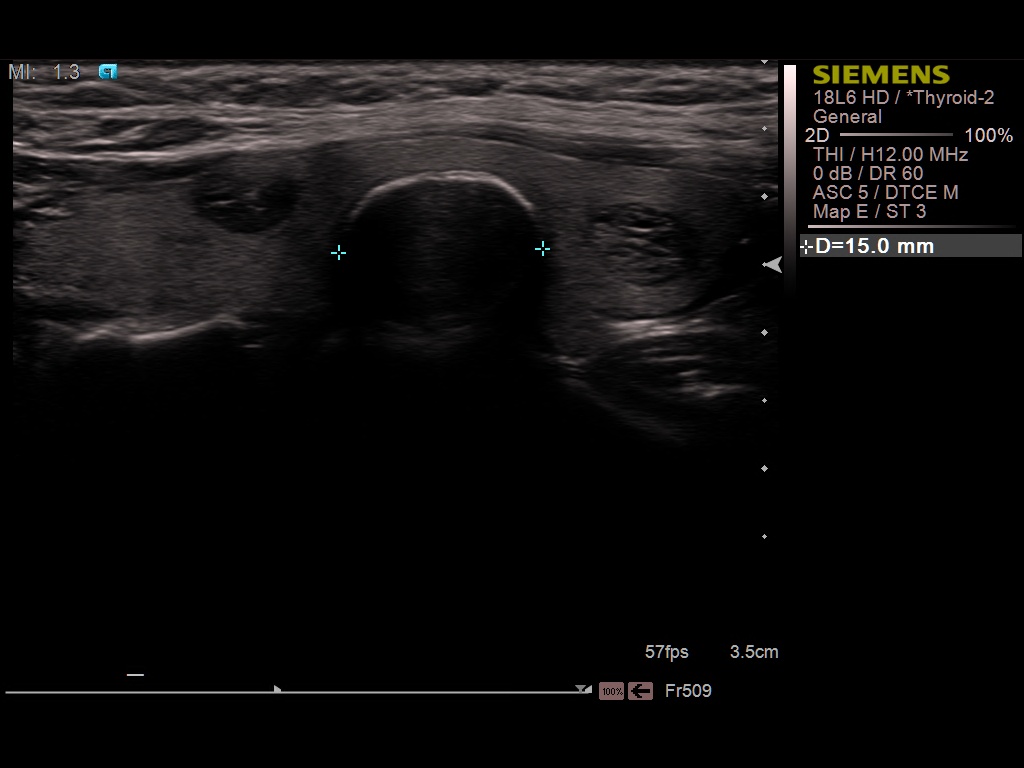 MI: 1.3
SIEMENS
18L6 HD / *Thyroid-2
General
2D 100%
THI / H12.00 MHz
0 dB / DR 60
ASC 5 / DTCE M
Map E / ST 3
D=15.0 mm
57fps 3.5cm
100% Fr509